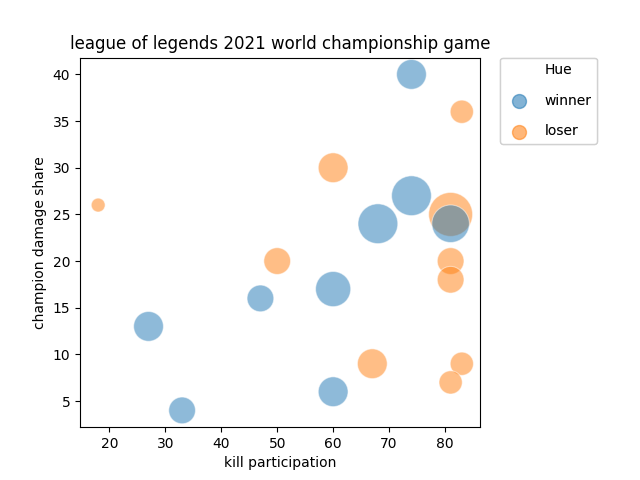 league of legends 2021 world championship game
Hue
winner
loser
champion damage share
40
35
30
25
20
15
10
5
20 30 40 50 60 70 80
kill participation